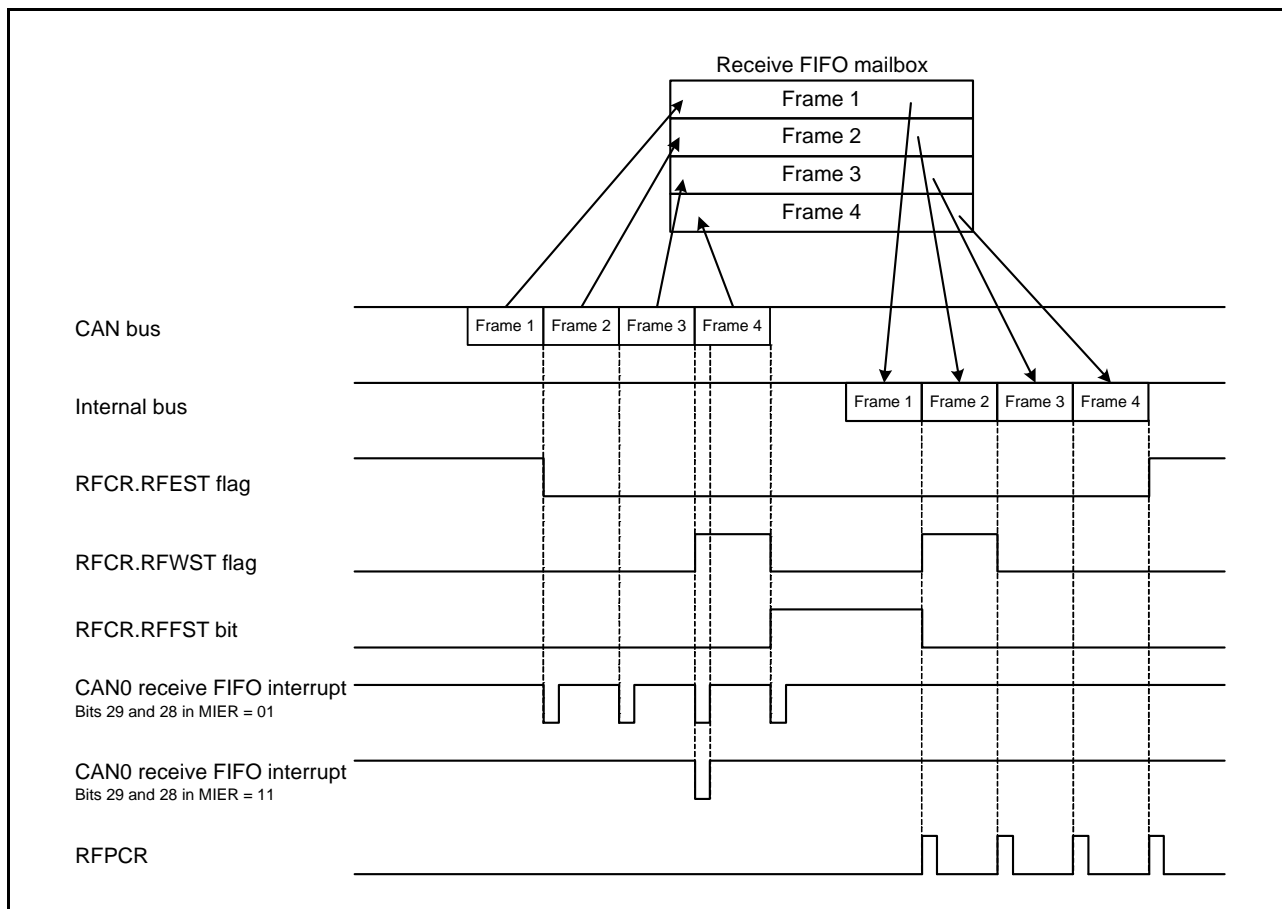 Receive FIFO mailbox
Frame 1
Frame 2
Frame 3
Frame 4
CAN bus
Frame 1 Frame 2 Frame 3 Frame 4
Internal bus
Frame 1 Frame 2 Frame 3 Frame 4
RFCR.RFEST flag
RFCR.RFWST flag
RFCR.RFFST bit
CAN0 receive FIFO interrupt
Bits 29 and 28 in MIER = 01
CAN0 receive FIFO interrupt
Bits 29 and 28 in MIER = 11
RFPCR